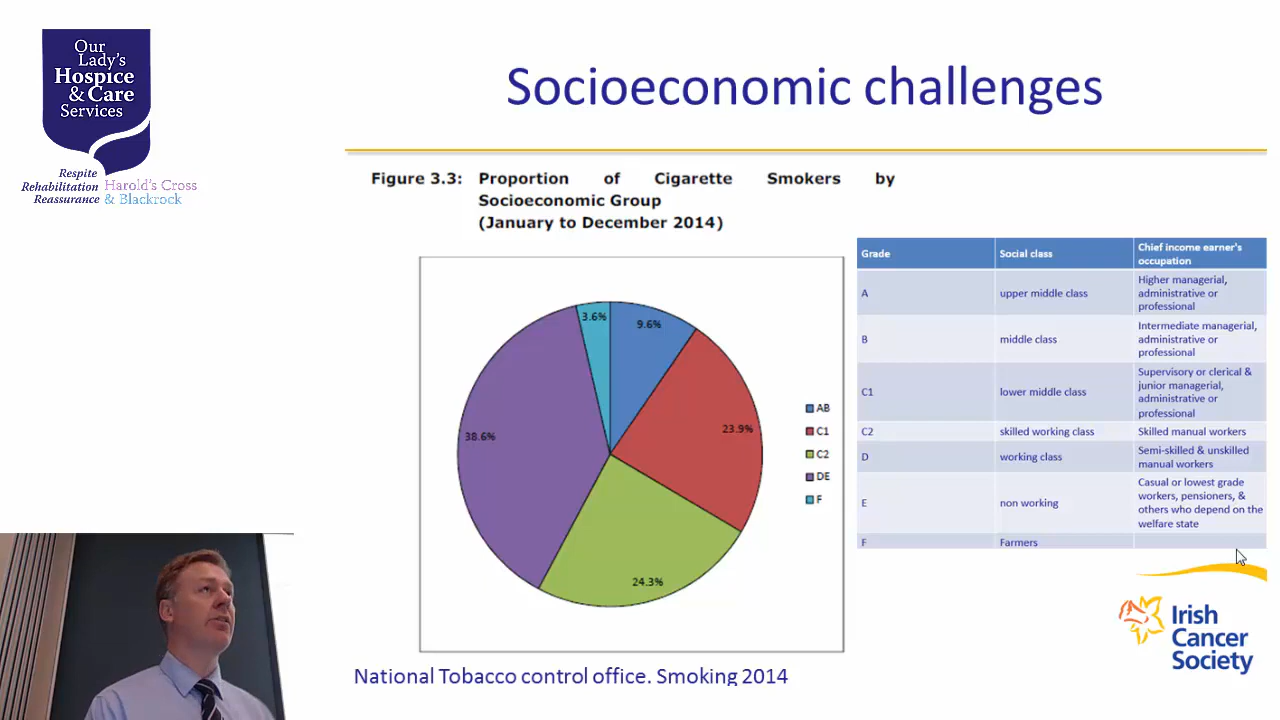 Our
Lady's
Hospice
& Care
Services
Respite
Rehabilitation
Reassurance
Harold's Cross
& Blackrock
Socioeconomic challenges
Figure 3.3: Proportion of Cigarette Smokers by
Socioeconomic Group
(January to December 2014)
3.6%
9.6%
23.9%
24.3%
38.6%
AB
C1
C2
DE
F
Grade Social class Chief income earner's
occupation
A upper middle class Higher managerial,
administrative or
professional
B middle class Intermediate managerial,
administrative or
professional
C1 lower middle class Supervisory or clerical &
junior managerial,
administrative or
professional
C2 skilled working class Skilled manual workers
D working class Semi-skilled & unskilled
manual workers
E non working Casual or lowest grade
workers, pensioners, &
others who depend on the
welfare state
F Farmers
Irish
Cancer
Society
National Tobacco control office. Smoking 2014